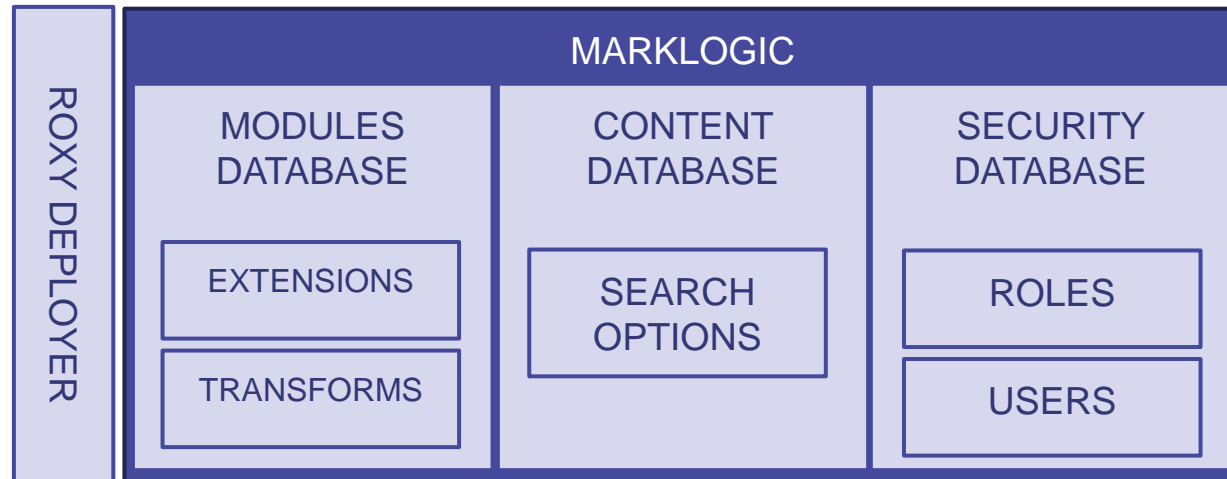 ROXY DEPLOYER
MARKLOGIC
MODULES
DATABASE
EXTENSIONS
TRANSFORMS
CONTENT
DATABASE
SEARCH
OPTIONS
SECURITY
DATABASE
ROLES
USERS